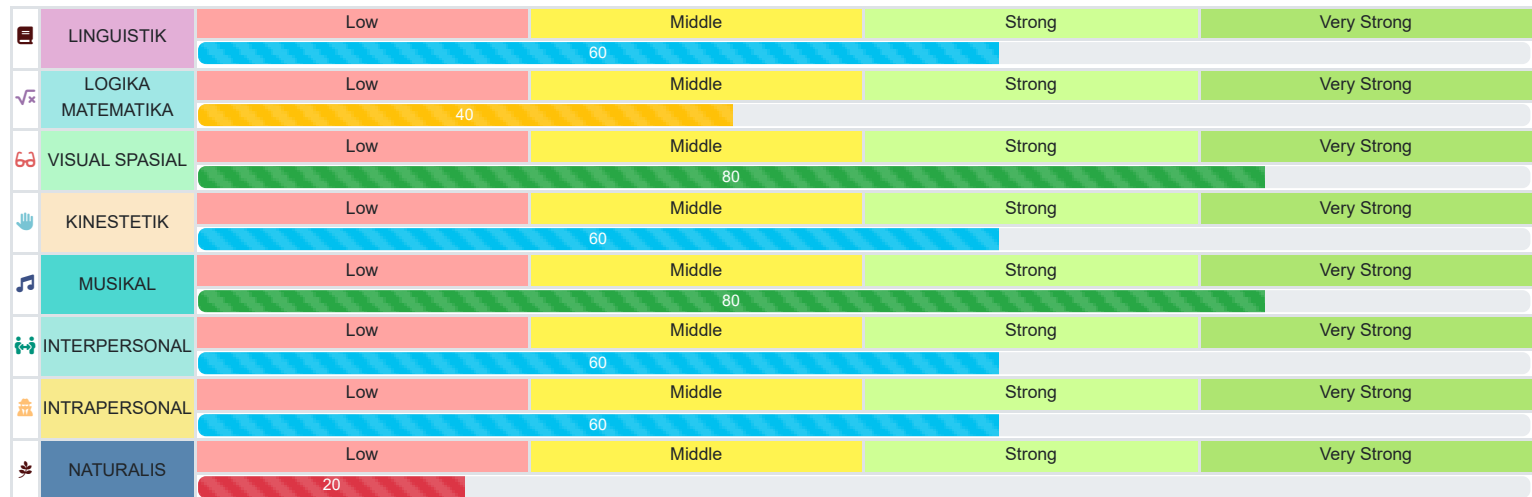 LINGUISTIK
Low Middle Strong Very Strong
60
LOGIKA
MATEMATIKA
Low Middle Strong Very Strong
40
VISUAL SPASIAL
Low Middle Strong Very Strong
80
KINESTETIK
Low Middle Strong Very Strong
60
MUSIKAL
Low Middle Strong Very Strong
80
INTERPERSONAL
Low Middle Strong Very Strong
60
INTRAPERSONAL
Low Middle Strong Very Strong
60
NATURALIS
Low Middle Strong Very Strong
20